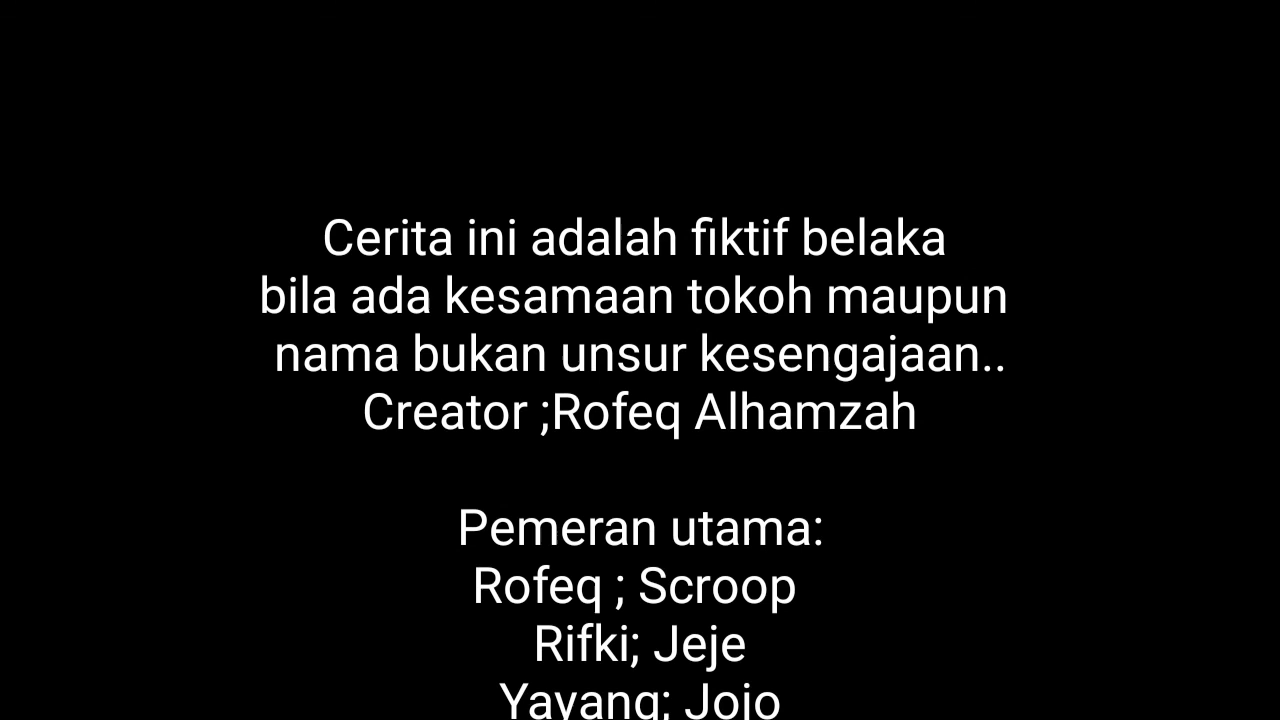 Cerita ini adalah fiktif belaka
bila ada kesamaan tokoh maupun
nama bukan unsur kesengajaan..
Creator ;Rofeq Alhamzah
Pemeran utama:
Rofeq ; Scroop
Rifki; Jeje
Yayang; Jojo